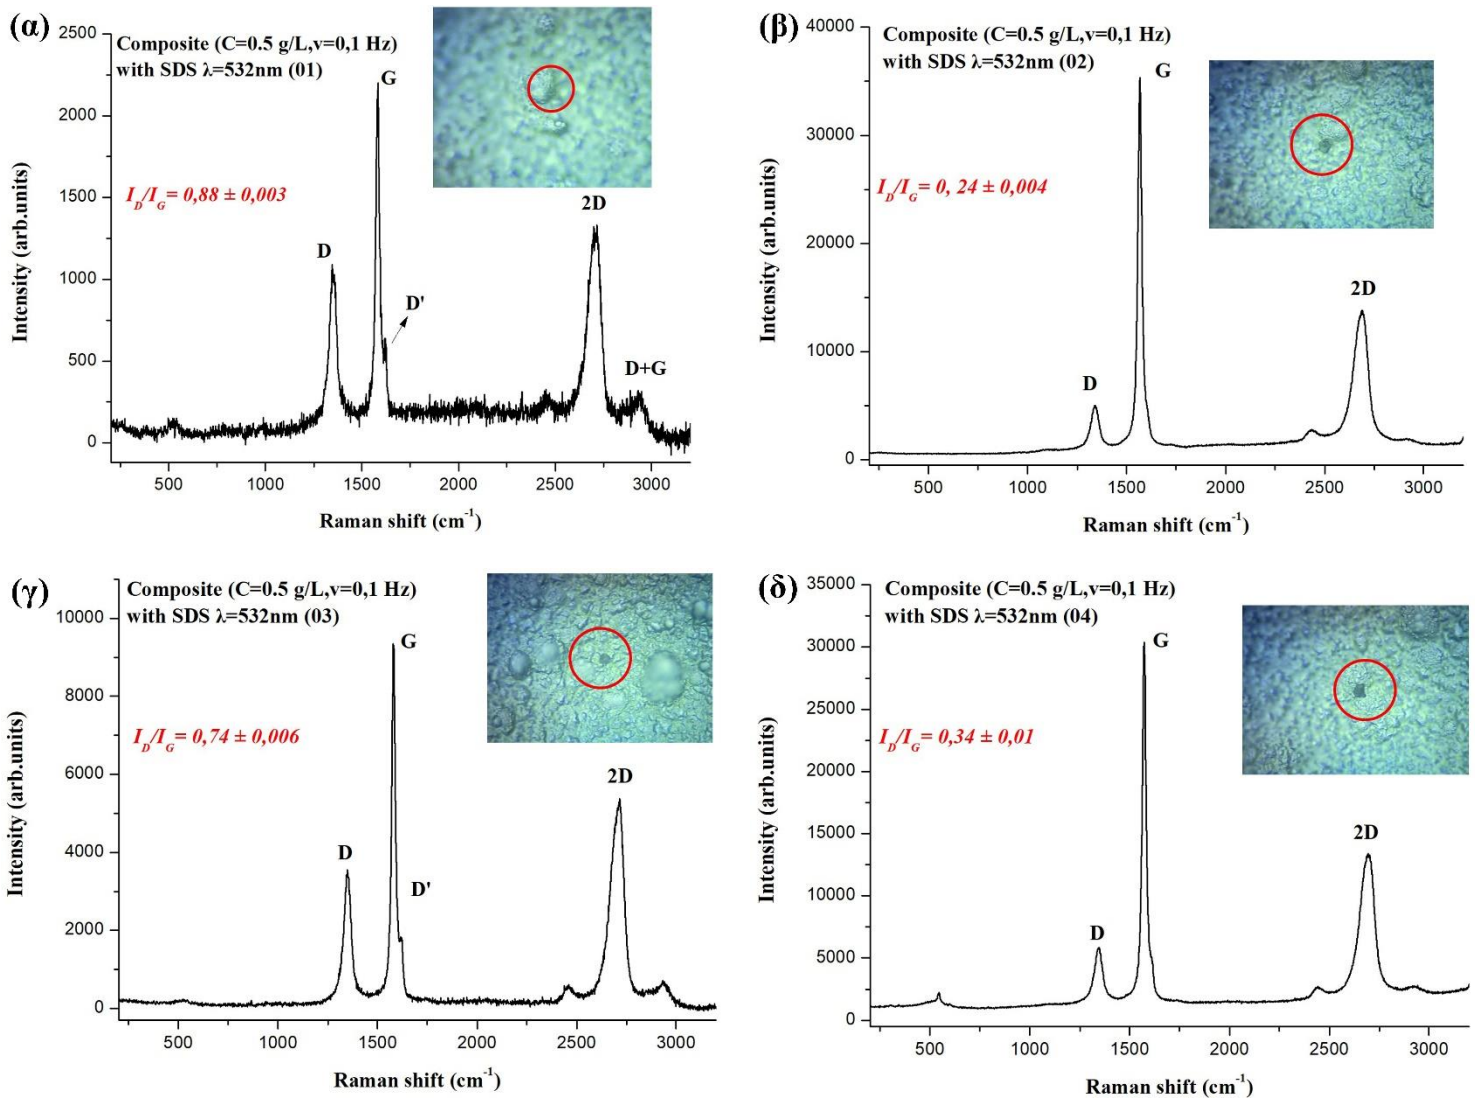 (α)
Composite (C=0.5 g/L,v=0,1 Hz)
with SDS λ=532nm (01)
I_D/I_G= 0,88 ± 0,003
G
D
D'
2D
D+G
2500
2000
1500
1000
500
0
500 1000 1500 2000 2500 3000
Intensity (arb.units)
Raman shift (cm⁻¹)
(β)
Composite (C=0.5 g/L,v=0,1 Hz)
with SDS λ=532nm (02)
I_D/I_G= 0, 24 ± 0,004
G
D
2D
40000
30000
20000
10000
0
500 1000 1500 2000 2500 3000
Intensity (arb.units)
Raman shift (cm⁻¹)
(γ)
Composite (C=0.5 g/L,v=0,1 Hz)
with SDS λ=532nm (03)
I_D/I_G= 0,74 ± 0,006
G
D
D'
2D
10000
8000
6000
4000
2000
0
500 1000 1500 2000 2500 3000
Intensity (arb.units)
Raman shift (cm⁻¹)
(δ)
Composite (C=0.5 g/L,v=0,1 Hz)
with SDS λ=532nm (04)
I_D/I_G= 0,34 ± 0,01
G
D
2D
35000
30000
25000
20000
15000
10000
5000
0
500 1000 1500 2000 2500 3000
Intensity (arb.units)
Raman shift (cm⁻¹)